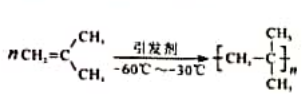 CH₃
nCH₂=C
CH₃
引发剂
-60℃～-30℃
CH₃
[CH₂-C]n
CH₃